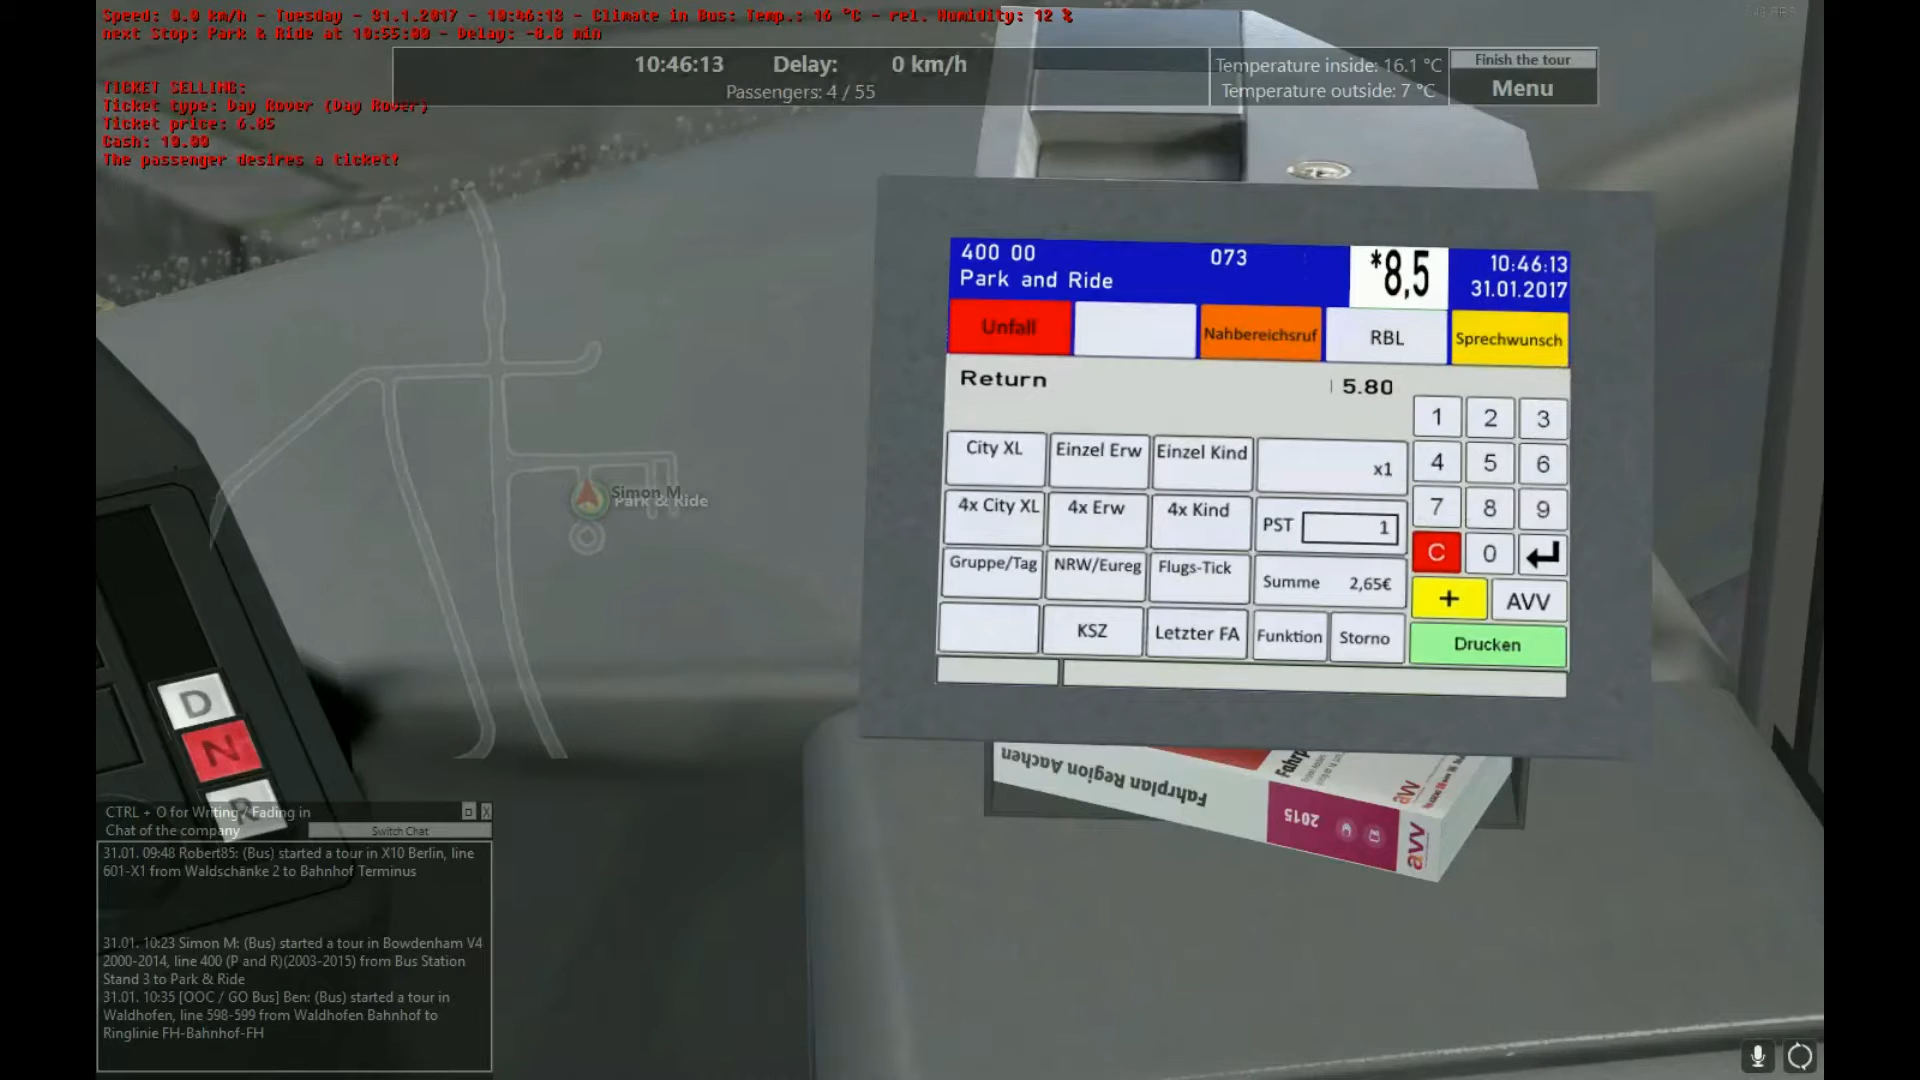 Speed: 0.0 km/h - Tuesday - 31.1.2017 - 10:46:13 - Climate in Bus: Temp.: 16 °C - rel. Humidity: 12 %
next Stop: Park & Ride at 10:55:00 - Delay: -0.0 min
10:46:13 Delay: 0 km/h
Passengers: 4 / 55
Temperature inside: 16.1 °C
Temperature outside: 7 °C
Finish the tour
Menu
TICKET SELLING:
Ticket type: Day Rover (Day Rover)
Ticket price: 6.85
Cash: 10.00
The passenger desires a ticket!
Simon M
Park & Ride
400 00 073 *8,5 10:46:13
Park and Ride 31.01.2017
Unfall Nahbereichsruf RBL Sprechwunsch
Return 5.80
1 2 3
City XL Einzel Erw Einzel Kind x1 4 5 6
4x City XL 4x Erw 4x Kind PST 1 7 8 9
C 0
Gruppe/Tag NRW/Eureg Flugs-Tick Summe 2,65€ + AVV
KSZ Letzter FA Funktion Storno Drucken
Fahrplan Region Aachen
2015
avv
avv
D
N
R
CTRL + O for Writing / Fading in
Chat of the company
Switch Chat
31.01. 09:48 Robert85: (Bus) started a tour in X10 Berlin, line
601-X1 from Waldschänke 2 to Bahnhof Terminus
31.01. 10:23 Simon M: (Bus) started a tour in Bowdenham V4
2000-2014, line 400 (P and R)(2003-2015) from Bus Station
Stand 3 to Park & Ride
31.01. 10:35 [OOC / GO Bus] Ben: (Bus) started a tour in
Waldhofen, line 598-599 from Waldhofen Bahnhof to
Ringlinie FH-Bahnhof-FH